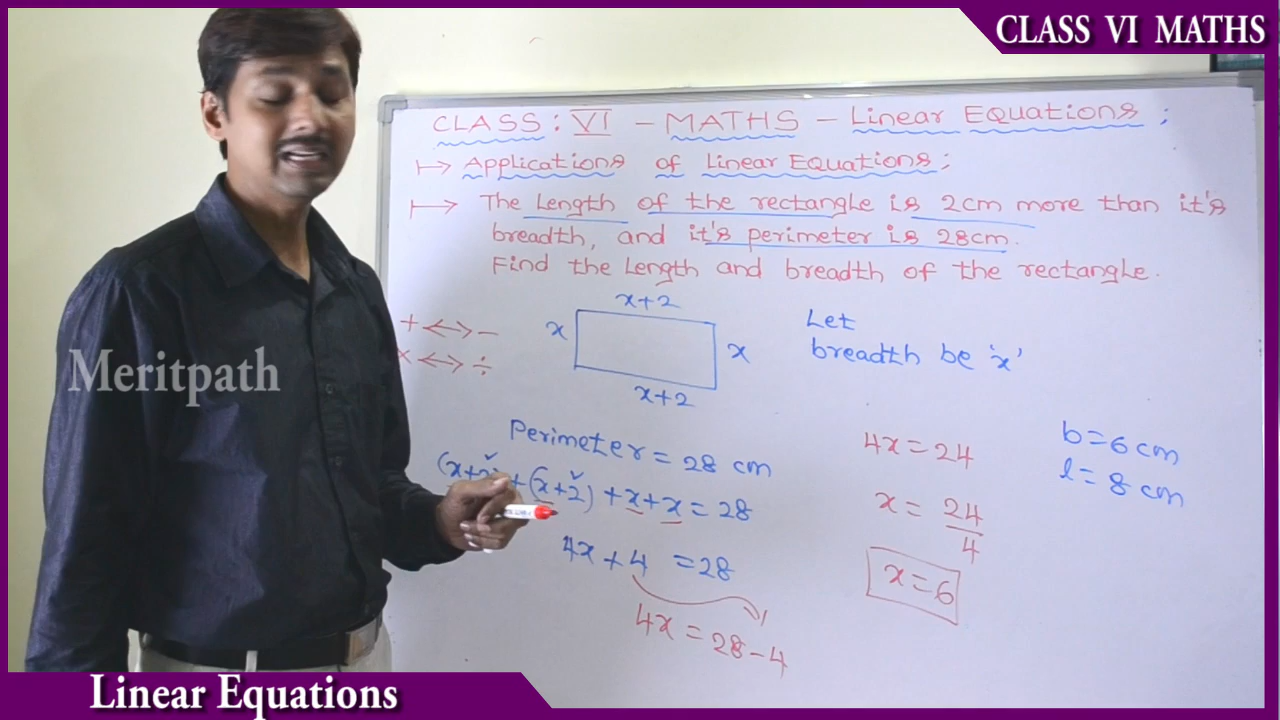 CLASS VI MATHS
CLASS : VI - MATHS - Linear Equations :
↦ Applications of Linear Equations :
↦ The Length of the rectangle is 2cm more than it's
breadth, and it's perimeter is 28cm.
Find the Length and breadth of the rectangle.
+ ↔ -
× ↔ ÷
x+2
x
x
x+2
Let
breadth be 'x'
Perimeter = 28 cm
(x+2) + (x+2) + x + x = 28
4x + 4 = 28
4x = 28 - 4
4x = 24
x = 24/4
x = 6
b = 6 cm
l = 8 cm
Meritpath
Linear Equations